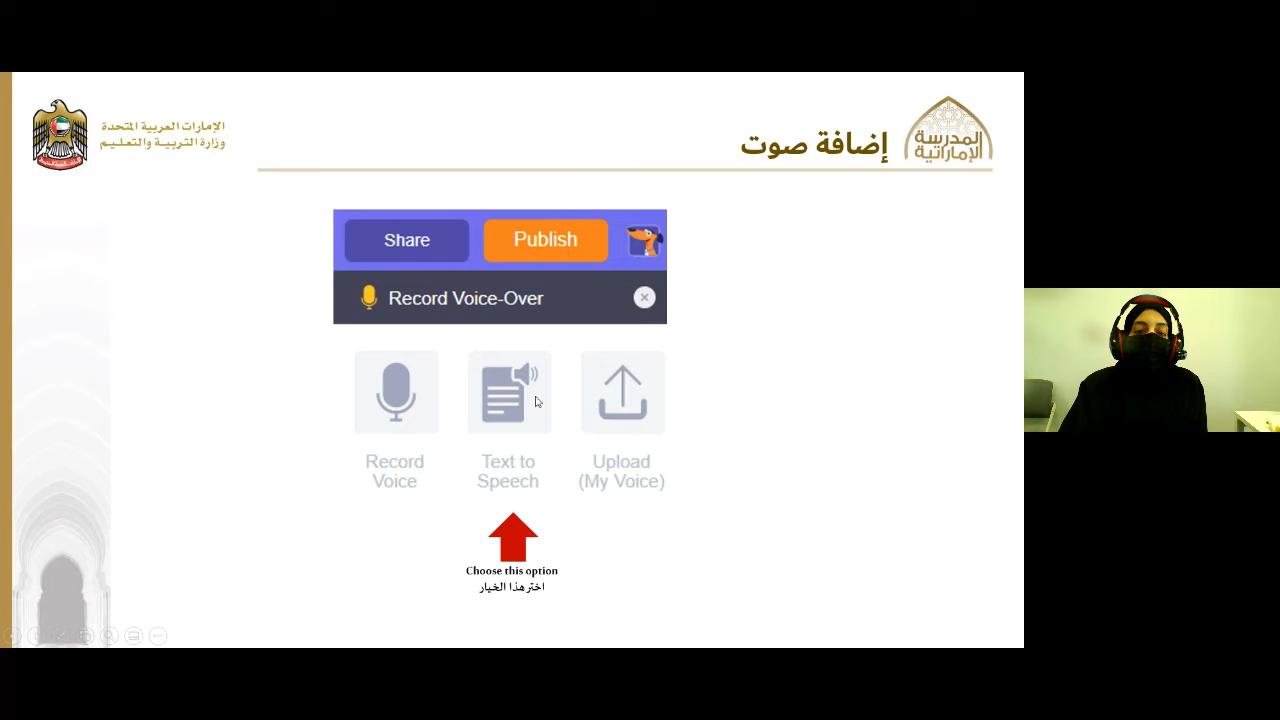 الإمارات العربية المتحدة
وزارة التربية والتعليم
المدرسة
الإماراتية
إضافة صوت
Share
Publish
Record Voice-Over
Record
Voice
Text to
Speech
Upload
(My Voice)
Choose this option
اختر هذا الخيار